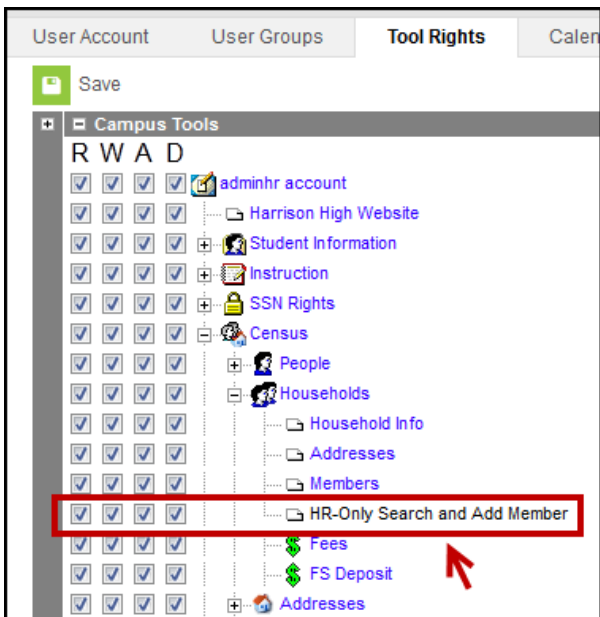 User Account User Groups Tool Rights Calen
Save
Campus Tools
R W A D
adminhr account
Harrison High Website
Student Information
Instruction
SSN Rights
Census
People
Households
Household Info
Addresses
Members
HR-Only Search and Add Member
Fees
FS Deposit
Addresses